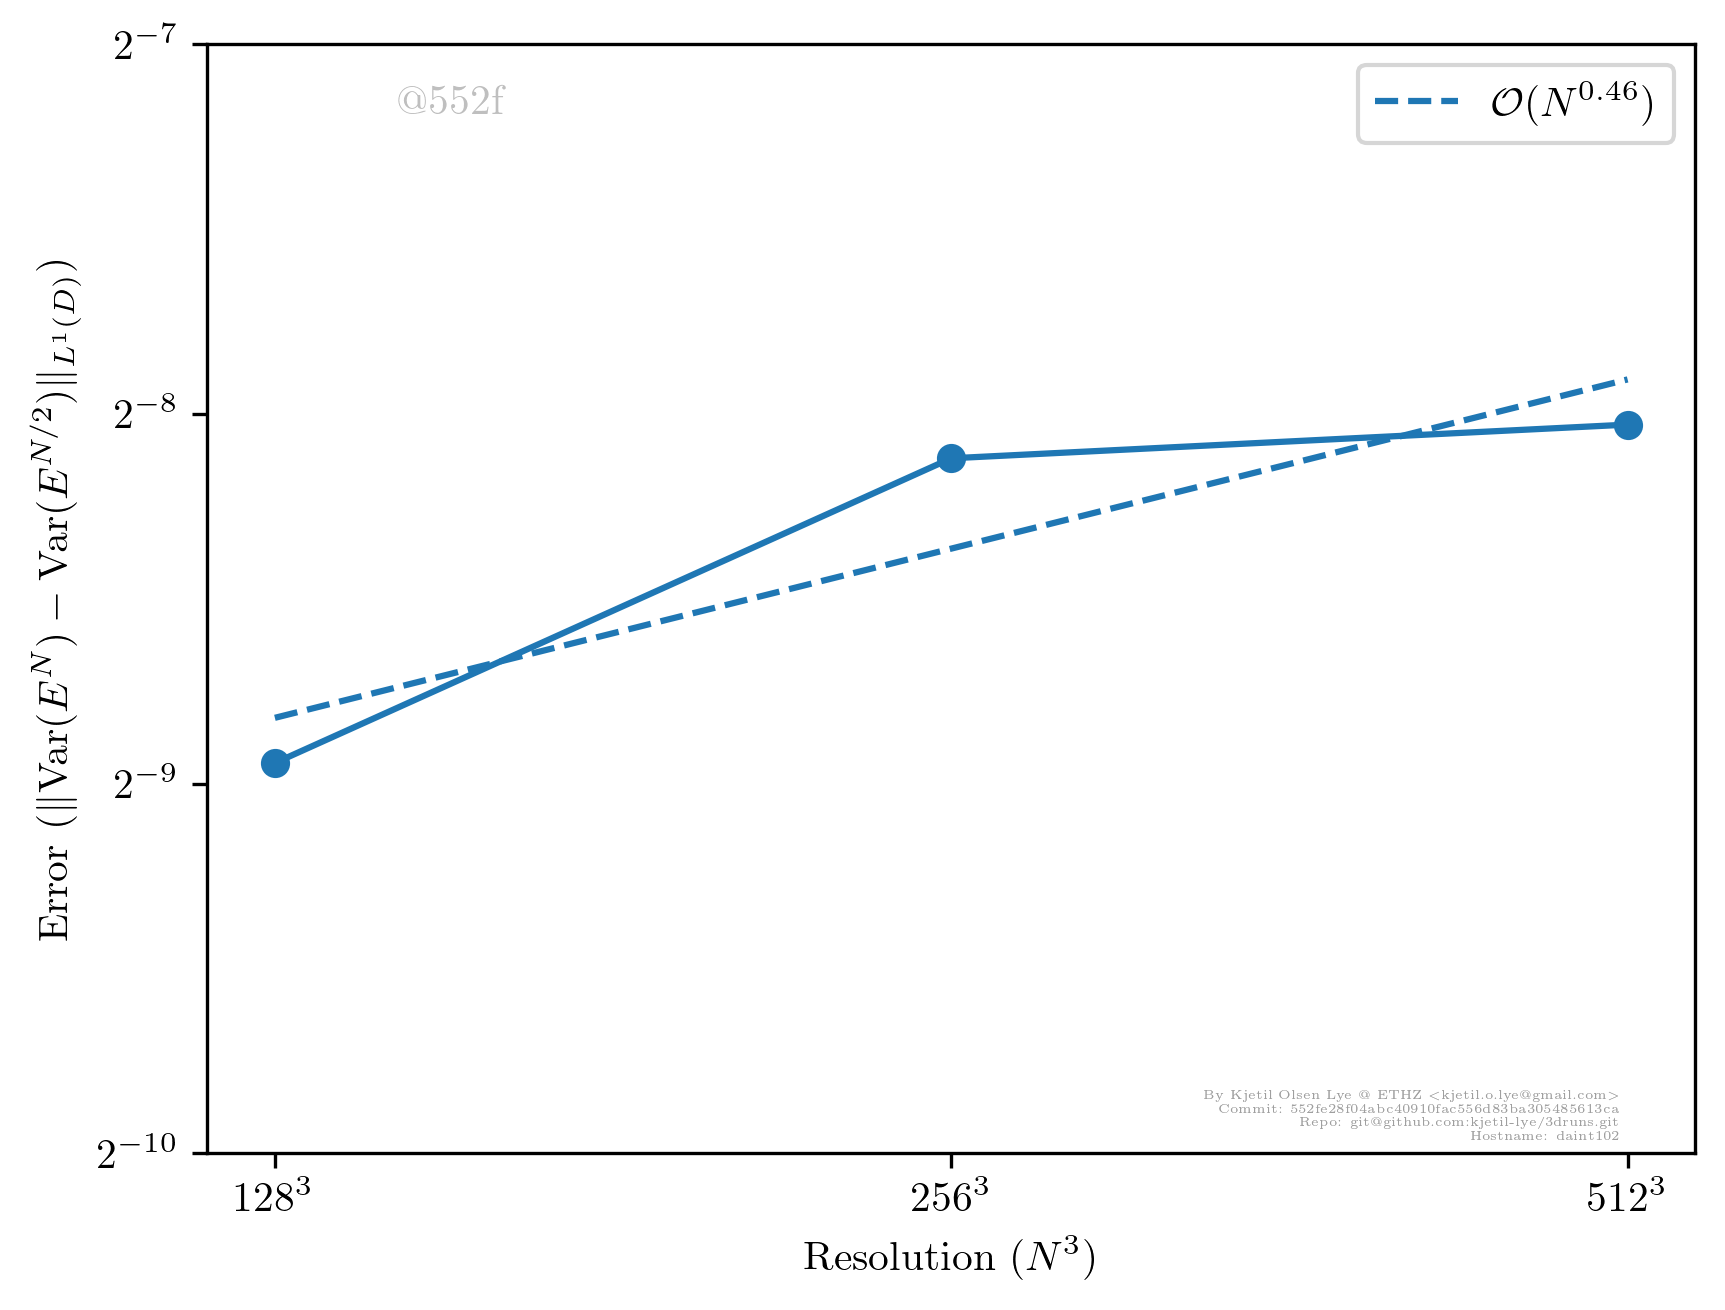 2^{-7}
@552f
𝒪(N^{0.46})
2^{-8}
Error (||Var(E^N) − Var(E^{N/2})||_{L^1(D)})
2^{-9}
By Kjetil Olsen Lye @ ETHZ <kjetil.o.lye@gmail.com>
Commit: 552fe28f04abc40910fac556d83ba305485613ca
Repo: git@github.com:kjetil-lye/3druns.git
Hostname: daint102
2^{-10}
128^3 256^3 512^3
Resolution (N^3)